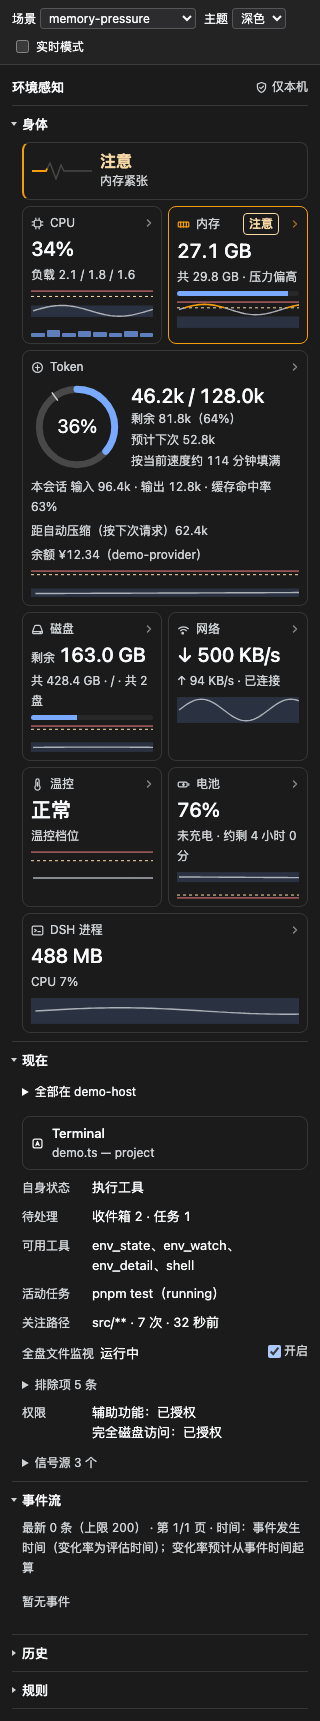 场景 memory-pressure 主题 深色
实时模式
环境感知 仅本机
身体
注意
内存紧张
CPU
34%
负载 2.1 / 1.8 / 1.6
内存 注意
27.1 GB
共 29.8 GB · 压力偏高
Token
36%
46.2k / 128.0k
剩余 81.8k（64%）
预计下次 52.8k
按当前速度约 114 分钟填满
本会话 输入 96.4k · 输出 12.8k · 缓存命中率
63%
距自动压缩（按下次请求）62.4k
余额 ¥12.34（demo-provider）
磁盘
剩余 163.0 GB
共 428.4 GB · / · 共 2
盘
网络
↓ 500 KB/s
↑ 94 KB/s · 已连接
温控
正常
温控档位
电池
76%
未充电 · 约剩 4 小时 0
分
DSH 进程
488 MB
CPU 7%
现在
全部在 demo-host
Terminal
demo.ts — project
自身状态 执行工具
待处理 收件箱 2 · 任务 1
可用工具 env_state、env_watch、
env_detail、shell
活动任务 pnpm test（running）
关注路径 src/** · 7 次 · 32 秒前
全盘文件监视 运行中 开启
排除项 5 条
权限 辅助功能：已授权
完全磁盘访问：已授权
信号源 3 个
事件流
最新 0 条（上限 200） · 第 1/1 页 · 时间：事件发生
时间（变化率为评估时间）；变化率预计从事件时间起
算
暂无事件
历史
规则